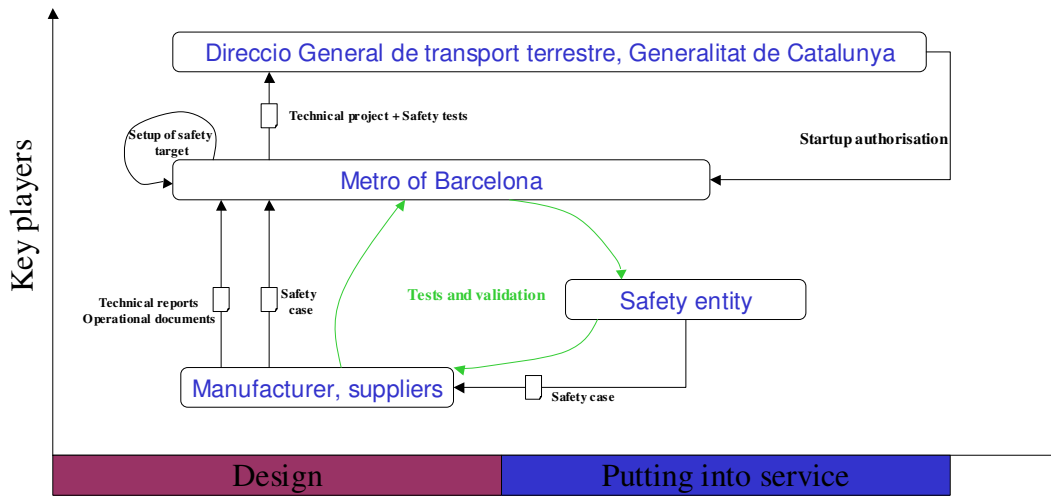 Key players
Direccio General de transport terrestre, Generalitat de Catalunya
Technical project + Safety tests
Setup of safety
target
Startup authorisation
Metro of Barcelona
Technical reports
Operational documents
Safety
case
Tests and validation
Safety entity
Manufacturer, suppliers
Safety case
Design
Putting into service